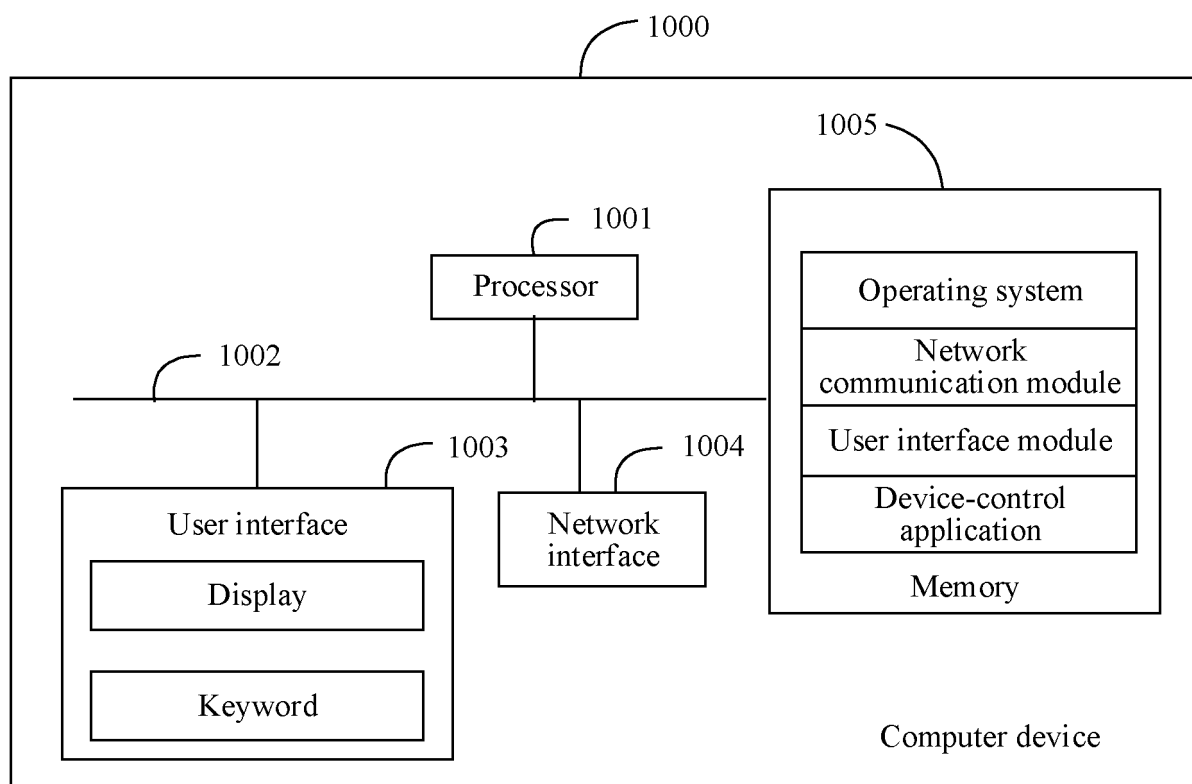 1000
1005
1001
Processor
Operating system
1002
Network
communication module
User interface module
1003
1004
Device-control
application
User interface
Network
interface
Display
Memory
Keyword
Computer device